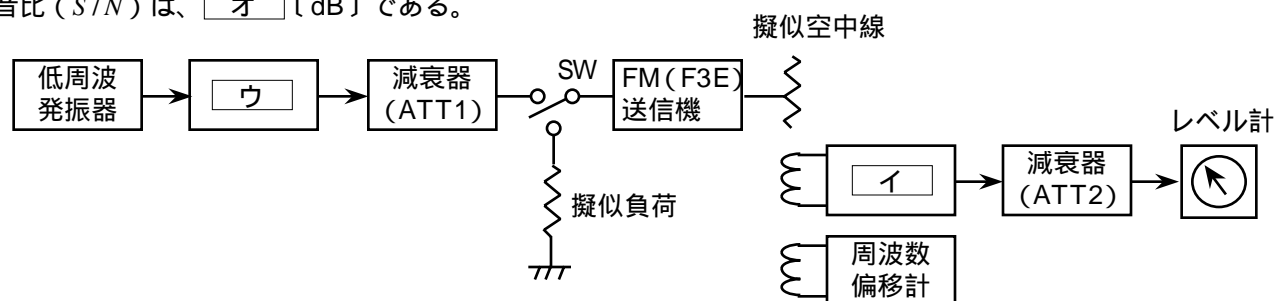 音比（S/N）は、 オ 〔dB〕である。
擬似空中線
低周波
発振器
ウ
減衰器
(ATT1)
SW
FM(F3E)
送信機
レベル計
イ
減衰器
(ATT2)
擬似負荷
周波数
偏移計